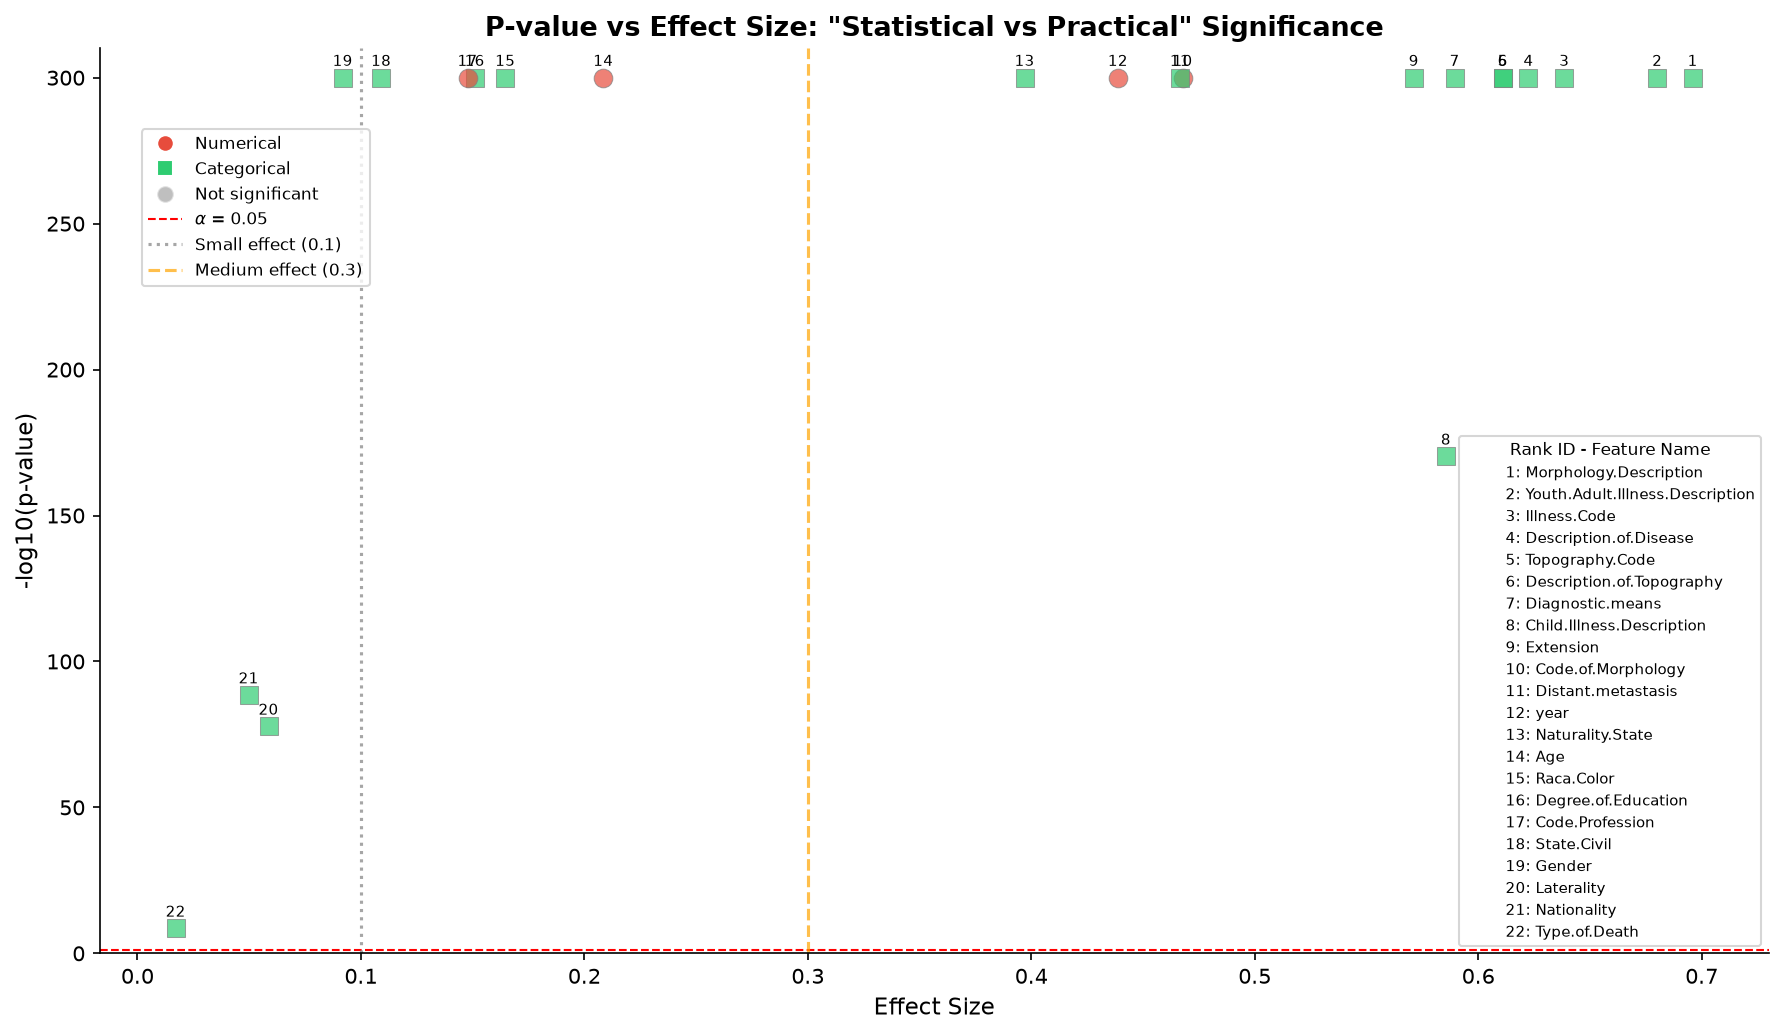 P-value vs Effect Size: "Statistical vs Practical" Significance
19 18 17 16 15 14 13 12 11 10 9 7 5 6 4 3 2 1
300
Numerical
Categorical
Not significant
α = 0.05
Small effect (0.1)
Medium effect (0.3)
250
200
150
100
50
0
-log10(p-value)
8
21
20
22
Rank ID - Feature Name
1: Morphology.Description
2: Youth.Adult.Illness.Description
3: Illness.Code
4: Description.of.Disease
5: Topography.Code
6: Description.of.Topography
7: Diagnostic.means
8: Child.Illness.Description
9: Extension
10: Code.of.Morphology
11: Distant.metastasis
12: year
13: Naturality.State
14: Age
15: Raca.Color
16: Degree.of.Education
17: Code.Profession
18: State.Civil
19: Gender
20: Laterality
21: Nationality
22: Type.of.Death
0.0 0.1 0.2 0.3 0.4 0.5 0.6 0.7
Effect Size